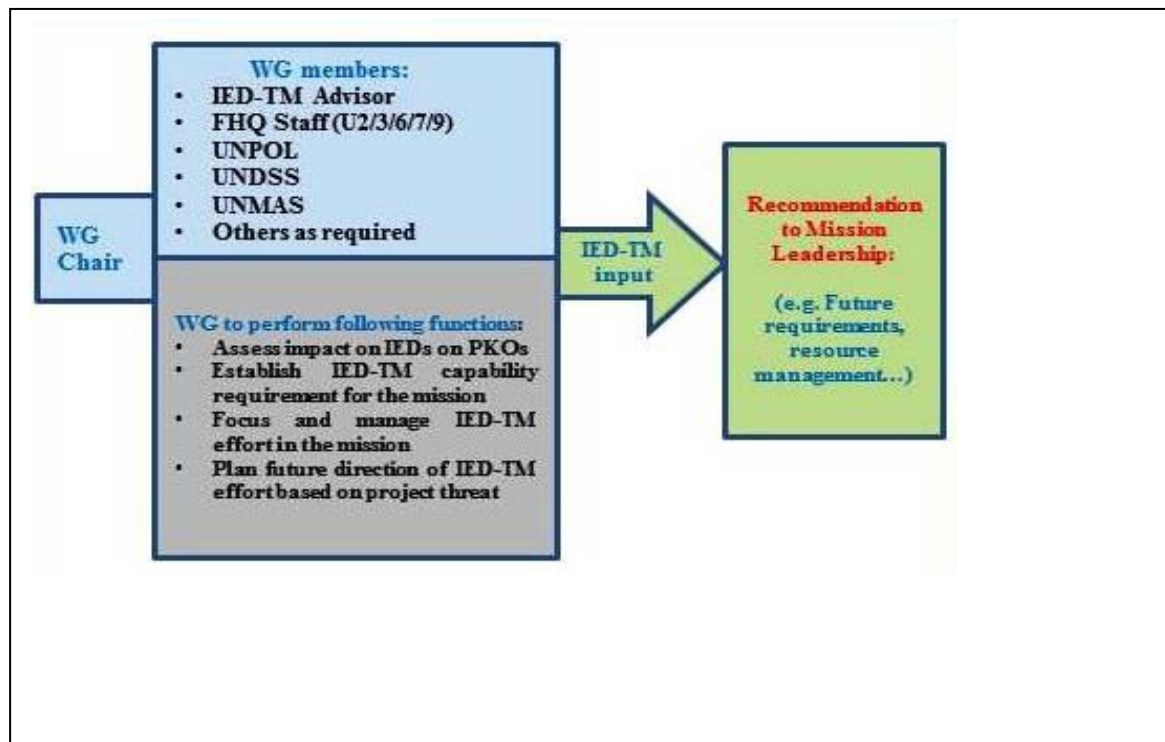 WG Chair
WG members:
• IED-TM Advisor
• FHQ Staff (U2/3/6/7/9)
• UNPOL
• UNDSS
• UNMAS
• Others as required
WG to perform following functions:
• Assess impact on IEDs on PKOs
• Establish IED-TM capability
requirement for the mission
• Focus and manage IED-TM
effort in the mission
• Plan future direction of IED-TM
effort based on project threat
IED-TM
input
Recommendation
to Mission
Leadership:
(e.g. Future
requirements,
resource
management...)